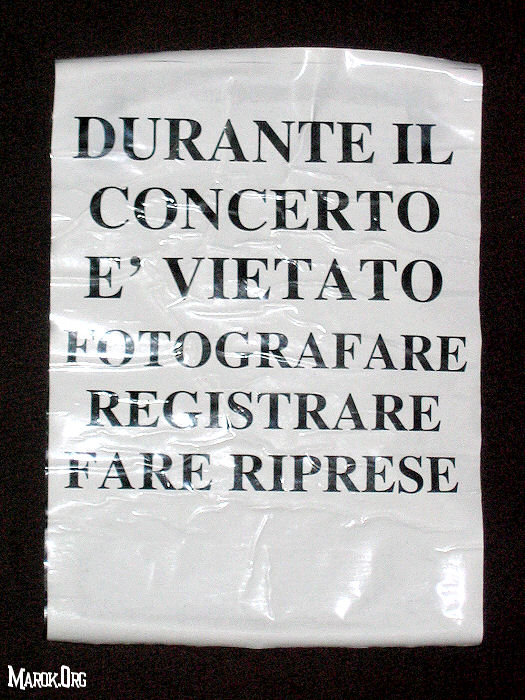 DURANTE IL
CONCERTO
E' VIETATO
FOTOGRAFARE
REGISTRARE
FARE RIPRESE
MAROK.ORG